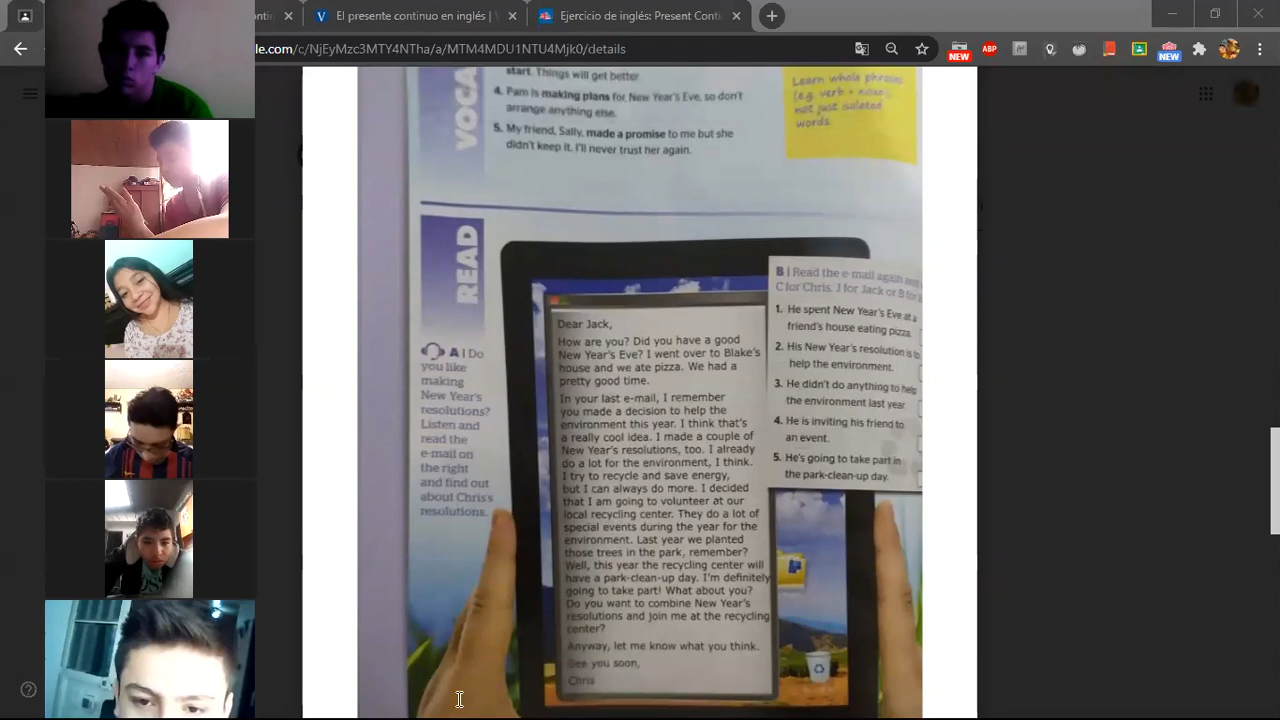 El presente continuo en inglés | V
Ejercicio de inglés: Present Conti
le.com/c/NjEyMzc3MTY4NTha/a/MTM4MDU1NTU4Mjk0/details
NEW
ABP
NEW
VOCA
start. Things will get better
4. Pam is making plans for New Year's Eve, so don't
arrange anything else.
5. My friend, Sally, made a promise to me but she
didn't keep it. I'll never trust her again.
Learn whole phrases
(e.g. verb + noun),
not just isolated
words.
READ
A | Do
you like
making
New Year's
resolutions?
Listen and
read the
e-mail on
the right
and find out
about Chris's
resolutions.
Dear Jack,
How are you? Did you have a good
New Year's Eve? I went over to Blake's
house and we ate pizza. We had a
pretty good time.
In your last e-mail, I remember
you made a decision to help the
environment this year. I think that's
a really cool idea. I made a couple of
New Year's resolutions, too. I already
do a lot for the environment, I think.
I try to recycle and save energy,
but I can always do more. I decided
that I am going to volunteer at our
local recycling center. They do a lot of
special events during the year for the
environment. Last year we planted
those trees in the park, remember?
Well, this year the recycling center will
have a park-clean-up day. I'm definitely
going to take part! What about you?
Do you want to combine New Year's
resolutions and join me at the recycling
center?
Anyway, let me know what you think.
See you soon,
Chris
B | Read the e-mail again and
C for Chris, J for Jack or B for
1. He spent New Year's Eve at a
friend's house eating pizza.
2. His New Year's resolution is to
help the environment.
3. He didn't do anything to help
the environment last year.
4. He is inviting his friend to
an event.
5. He's going to take part in
the park-clean-up day.